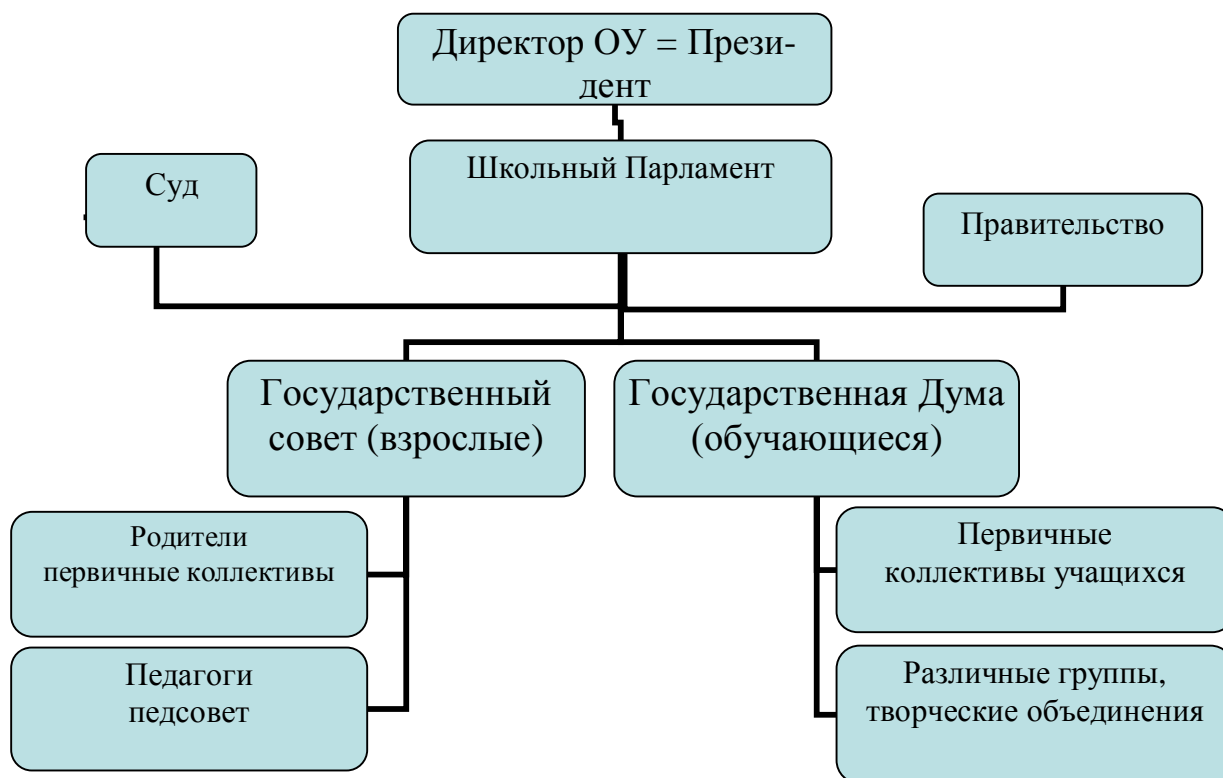 Директор ОУ = Прези-
дент
Школьный Парламент
Суд
Правительство
Государственный
совет (взрослые)
Государственная Дума
(обучающиеся)
Родители
первичные коллективы
Первичные
коллективы учащихся
Педагоги
педсовет
Различные группы,
творческие объединения